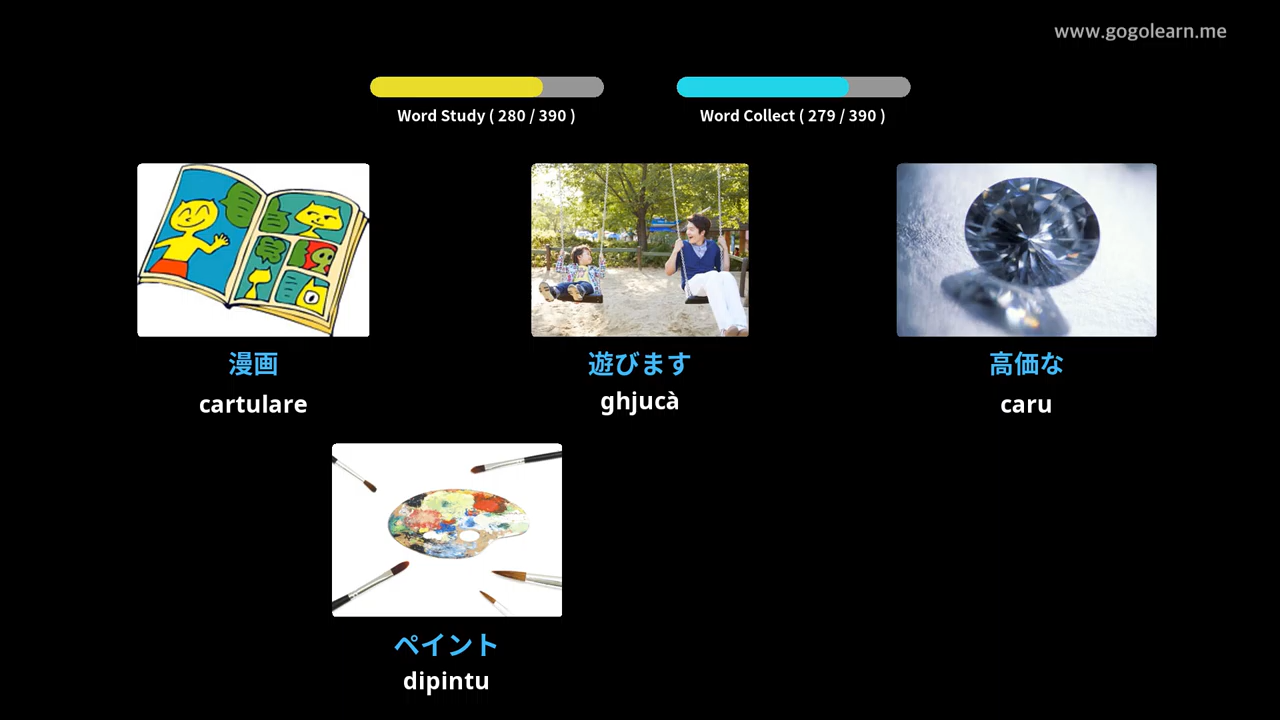 www.gogolearn.me
Word Study ( 280 / 390 )
Word Collect ( 279 / 390 )
漫画
cartulare
遊びます
ghjucà
高価な
caru
ペイント
dipintu